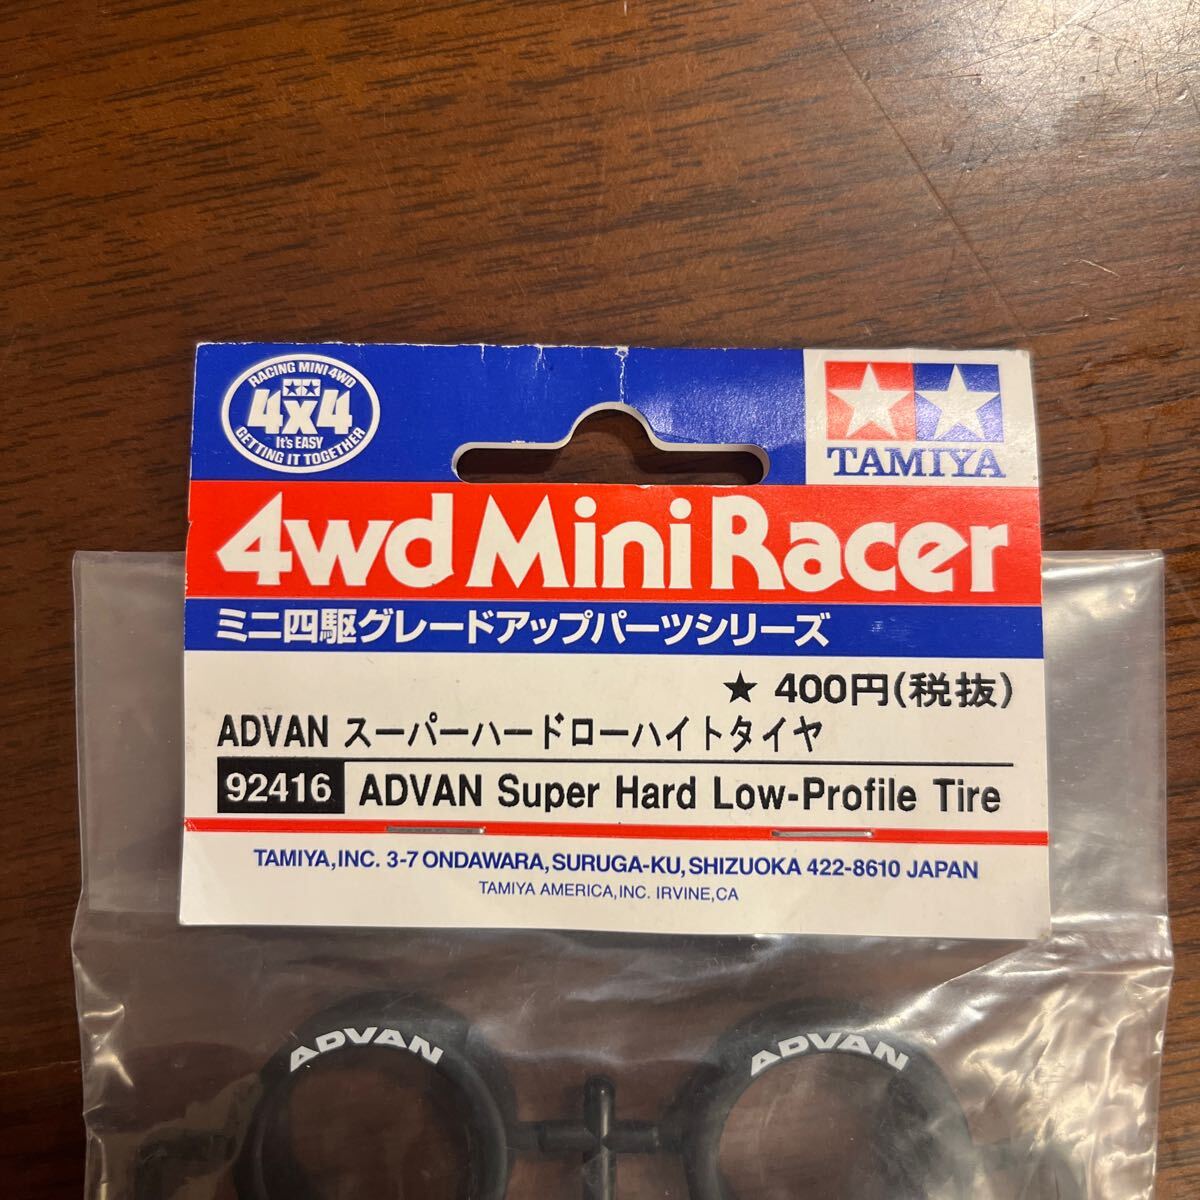 RACING MINI 4WD
4x4
It's EASY
GETTING IT TOGETHER
TAMIYA
4wd Mini Racer
ミニ四駆グレードアップパーツシリーズ
★ 400円(税抜)
ADVAN スーパーハードローハイトタイヤ
92416 ADVAN Super Hard Low-Profile Tire
TAMIYA,INC. 3-7 ONDAWARA, SURUGA-KU, SHIZUOKA 422-8610 JAPAN
TAMIYA AMERICA,INC. IRVINE,CA
ADVAN ADVAN